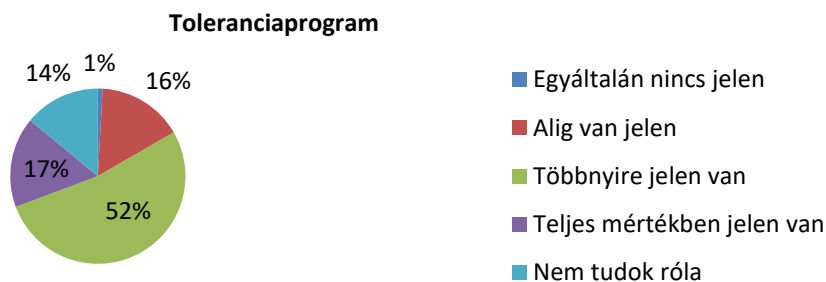 Toleranciaprogram
14%
1%
16%
17%
52%
Egyáltalán nincs jelen
Alig van jelen
Többnyire jelen van
Teljes mértékben jelen van
Nem tudok róla